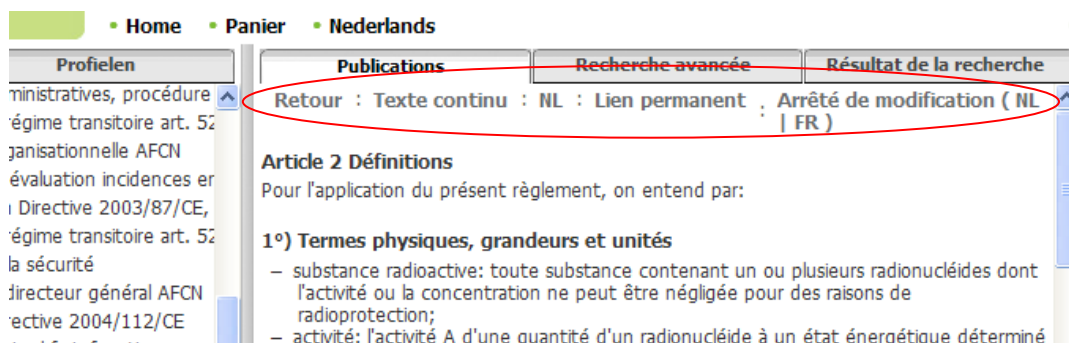 • Home • Panier • Nederlands
Profielen
ministratives, procédure
régime transitoire art. 52
ganisationnelle AFCN
évaluation incidences er
Directive 2003/87/CE,
régime transitoire art. 52
la sécurité
directeur général AFCN
rective 2004/112/CE
Publications Recherche avancée Résultat de la recherche
Retour : Texte continu : NL : Lien permanent : Arrêté de modification ( NL
| FR )
Article 2 Définitions
Pour l'application du présent règlement, on entend par:
1°) Termes physiques, grandeurs et unités
– substance radioactive: toute substance contenant un ou plusieurs radionucléides dont
l'activité ou la concentration ne peut être négligée pour des raisons de
radioprotection;
– activité: l'activité A d'une quantité d'un radionucléide à un état énergétique déterminé